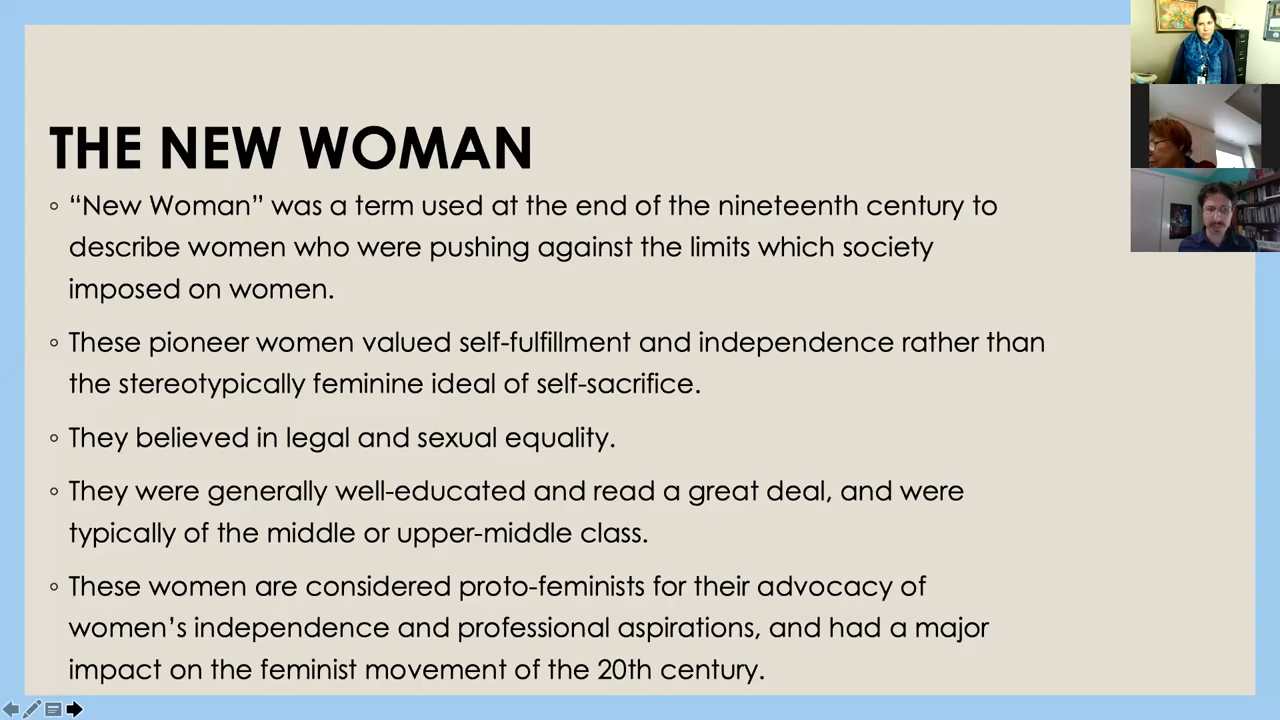 THE NEW WOMAN
◦ “New Woman” was a term used at the end of the nineteenth century to
describe women who were pushing against the limits which society
imposed on women.
◦ These pioneer women valued self-fulfillment and independence rather than
the stereotypically feminine ideal of self-sacrifice.
◦ They believed in legal and sexual equality.
◦ They were generally well-educated and read a great deal, and were
typically of the middle or upper-middle class.
◦ These women are considered proto-feminists for their advocacy of
women’s independence and professional aspirations, and had a major
impact on the feminist movement of the 20th century.